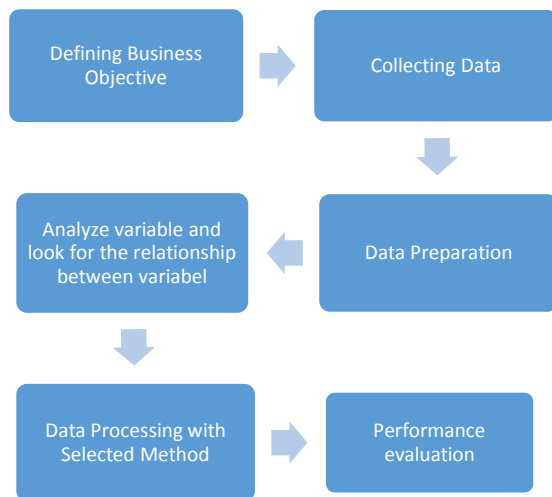 Defining Business
Objective
Collecting Data
Data Preparation
Analyze variable and
look for the relationship
between variabel
Data Processing with
Selected Method
Performance
evaluation